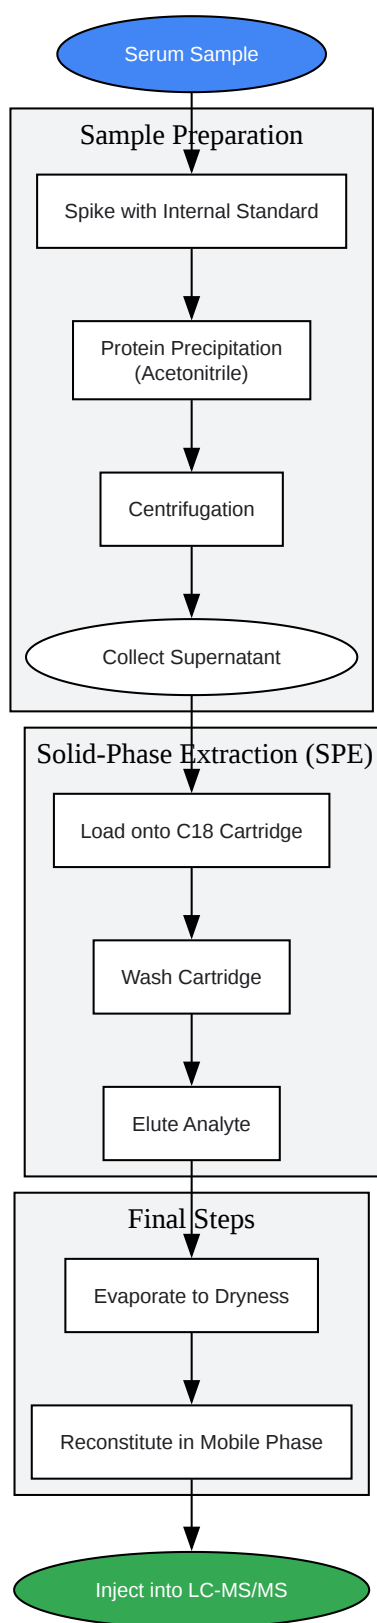 Serum Sample
Sample Preparation
Spike with Internal Standard
Protein Precipitation
(Acetonitrile)
Centrifugation
Collect Supernatant
Solid-Phase Extraction (SPE)
Load onto C18 Cartridge
Wash Cartridge
Elute Analyte
Final Steps
Evaporate to Dryness
Reconstitute in Mobile Phase
Inject into LC-MS/MS